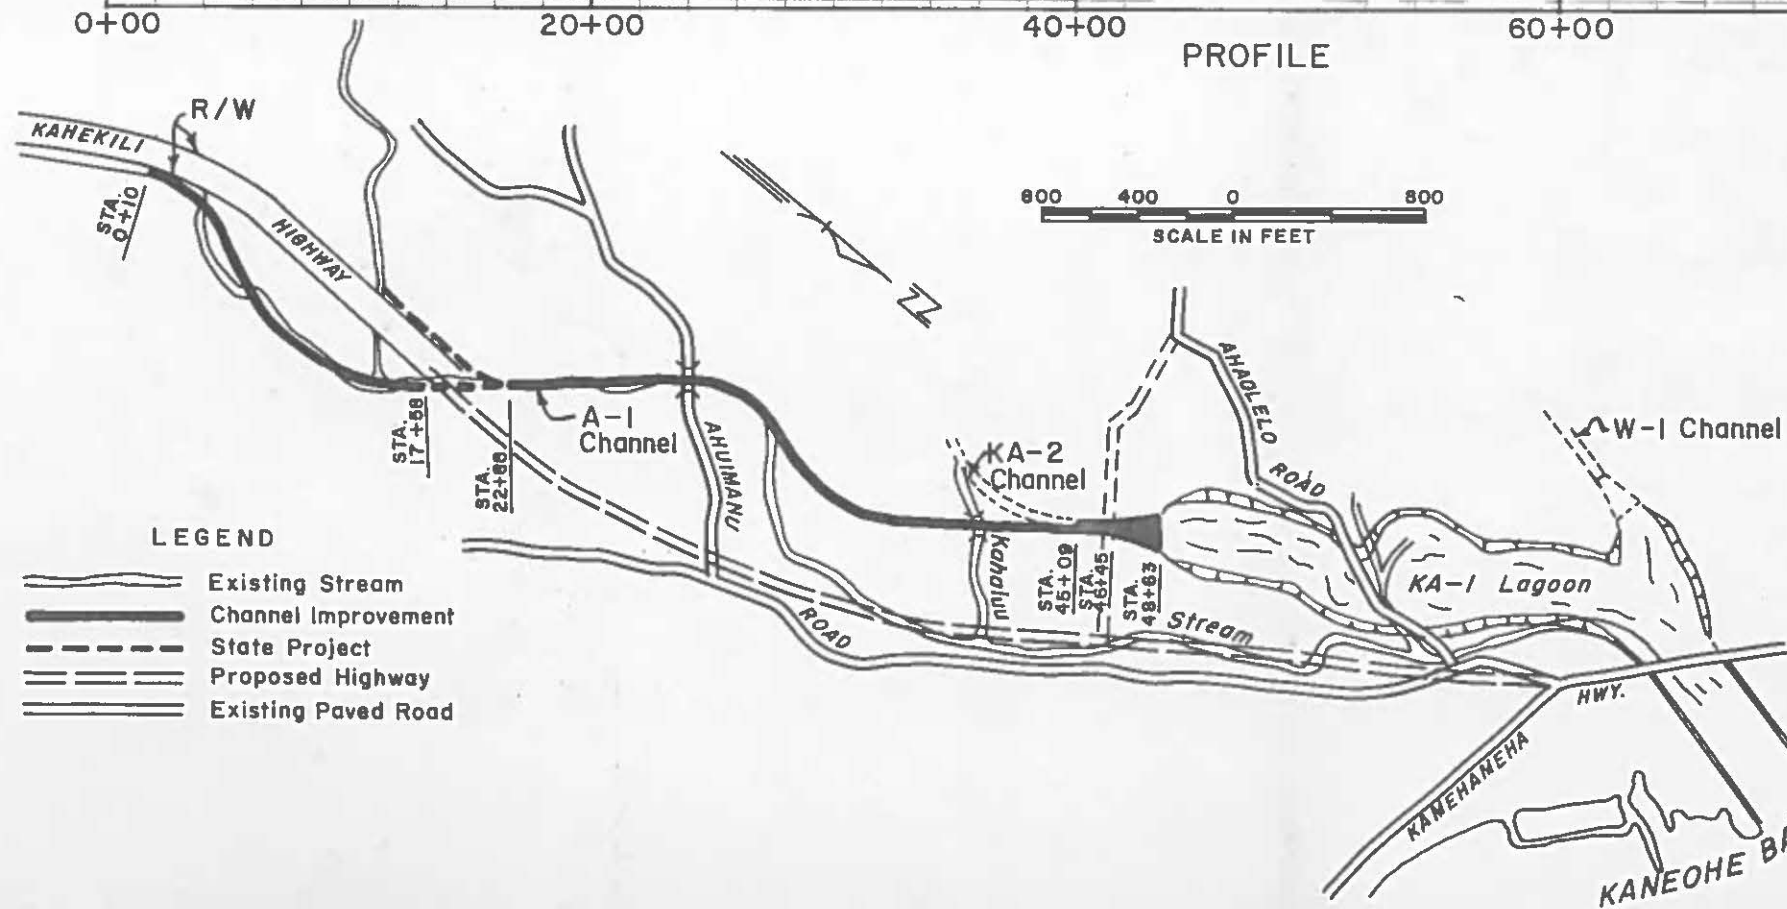 0+00
20+00
40+00
60+00
PROFILE
R/W
KAHEKILI
HIGHWAY
STA.
0+10
800 400 0 800
SCALE IN FEET
STA.
17+58
STA.
22+88
A-1
Channel
AHUIMANU
ROAD
KA-2
Channel
Kahaluu
Stream
STA.
45+09
STA.
46+45
STA.
48+63
AHAOLELO
ROAD
W-1 Channel
KA-1 Lagoon
HWY.
KAMEHAMEHA
KANEOHE BA
LEGEND
Existing Stream
Channel Improvement
State Project
Proposed Highway
Existing Paved Road